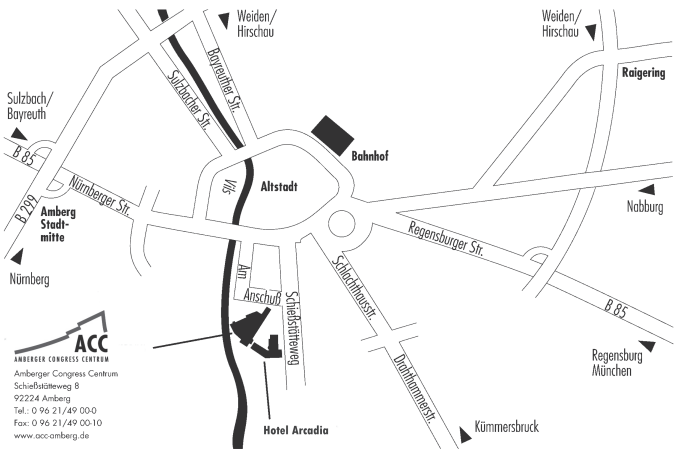 Weiden/
Hirschau
Weiden/
Hirschau
Raigering
Bayreuther Str.
Sulzbacher Str.
Sulzbach/
Bayreuth
B 85
Bahnhof
Altstadt
Vils
Nürnberger Str.
Amberg
Stadt-
mitte
B 299
Nürnberg
Nabburg
Regensburger Str.
B 85
Regensburg
München
Am
Anschuß
Schießstätteweg
Schlachthausstr.
Drahthammerstr.
Kümmersbruck
Hotel Arcadia
ACC
AMBERGER CONGRESS CENTRUM
Amberger Congress Centrum
Schießstätteweg 8
92224 Amberg
Tel.: 0 96 21/49 00-0
Fax: 0 96 21/49 00-10
www.acc-amberg.de